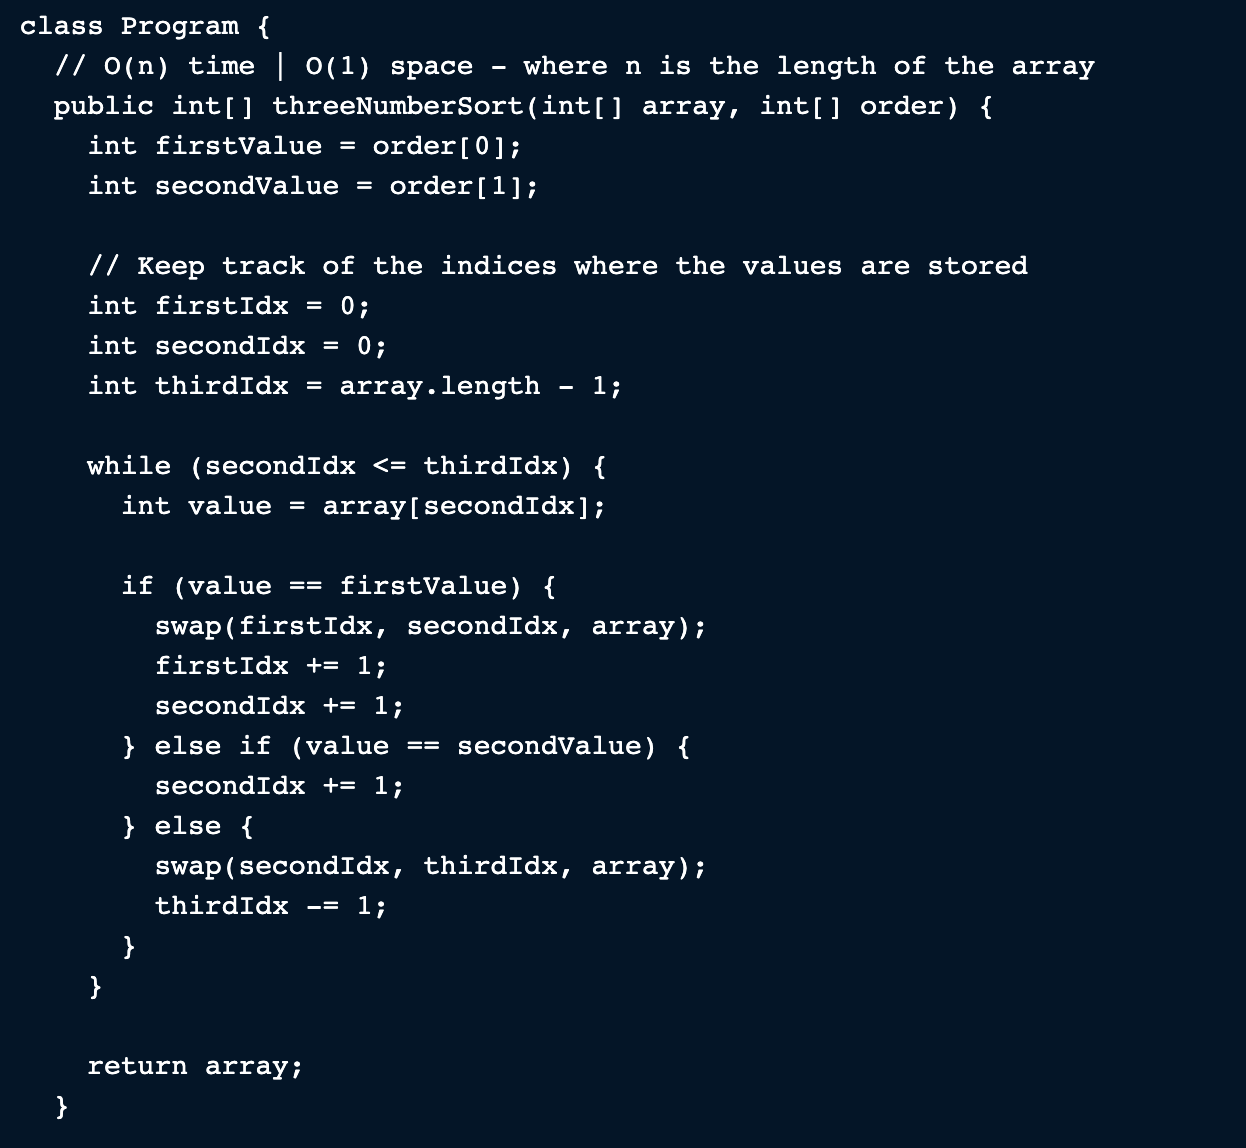 class Program {
  // O(n) time | O(1) space - where n is the length of the array
  public int[] threeNumberSort(int[] array, int[] order) {
    int firstValue = order[0];
    int secondValue = order[1];

    // Keep track of the indices where the values are stored
    int firstIdx = 0;
    int secondIdx = 0;
    int thirdIdx = array.length - 1;

    while (secondIdx <= thirdIdx) {
      int value = array[secondIdx];

      if (value == firstValue) {
        swap(firstIdx, secondIdx, array);
        firstIdx += 1;
        secondIdx += 1;
      } else if (value == secondValue) {
        secondIdx += 1;
      } else {
        swap(secondIdx, thirdIdx, array);
        thirdIdx -= 1;
      }
    }

    return array;
  }